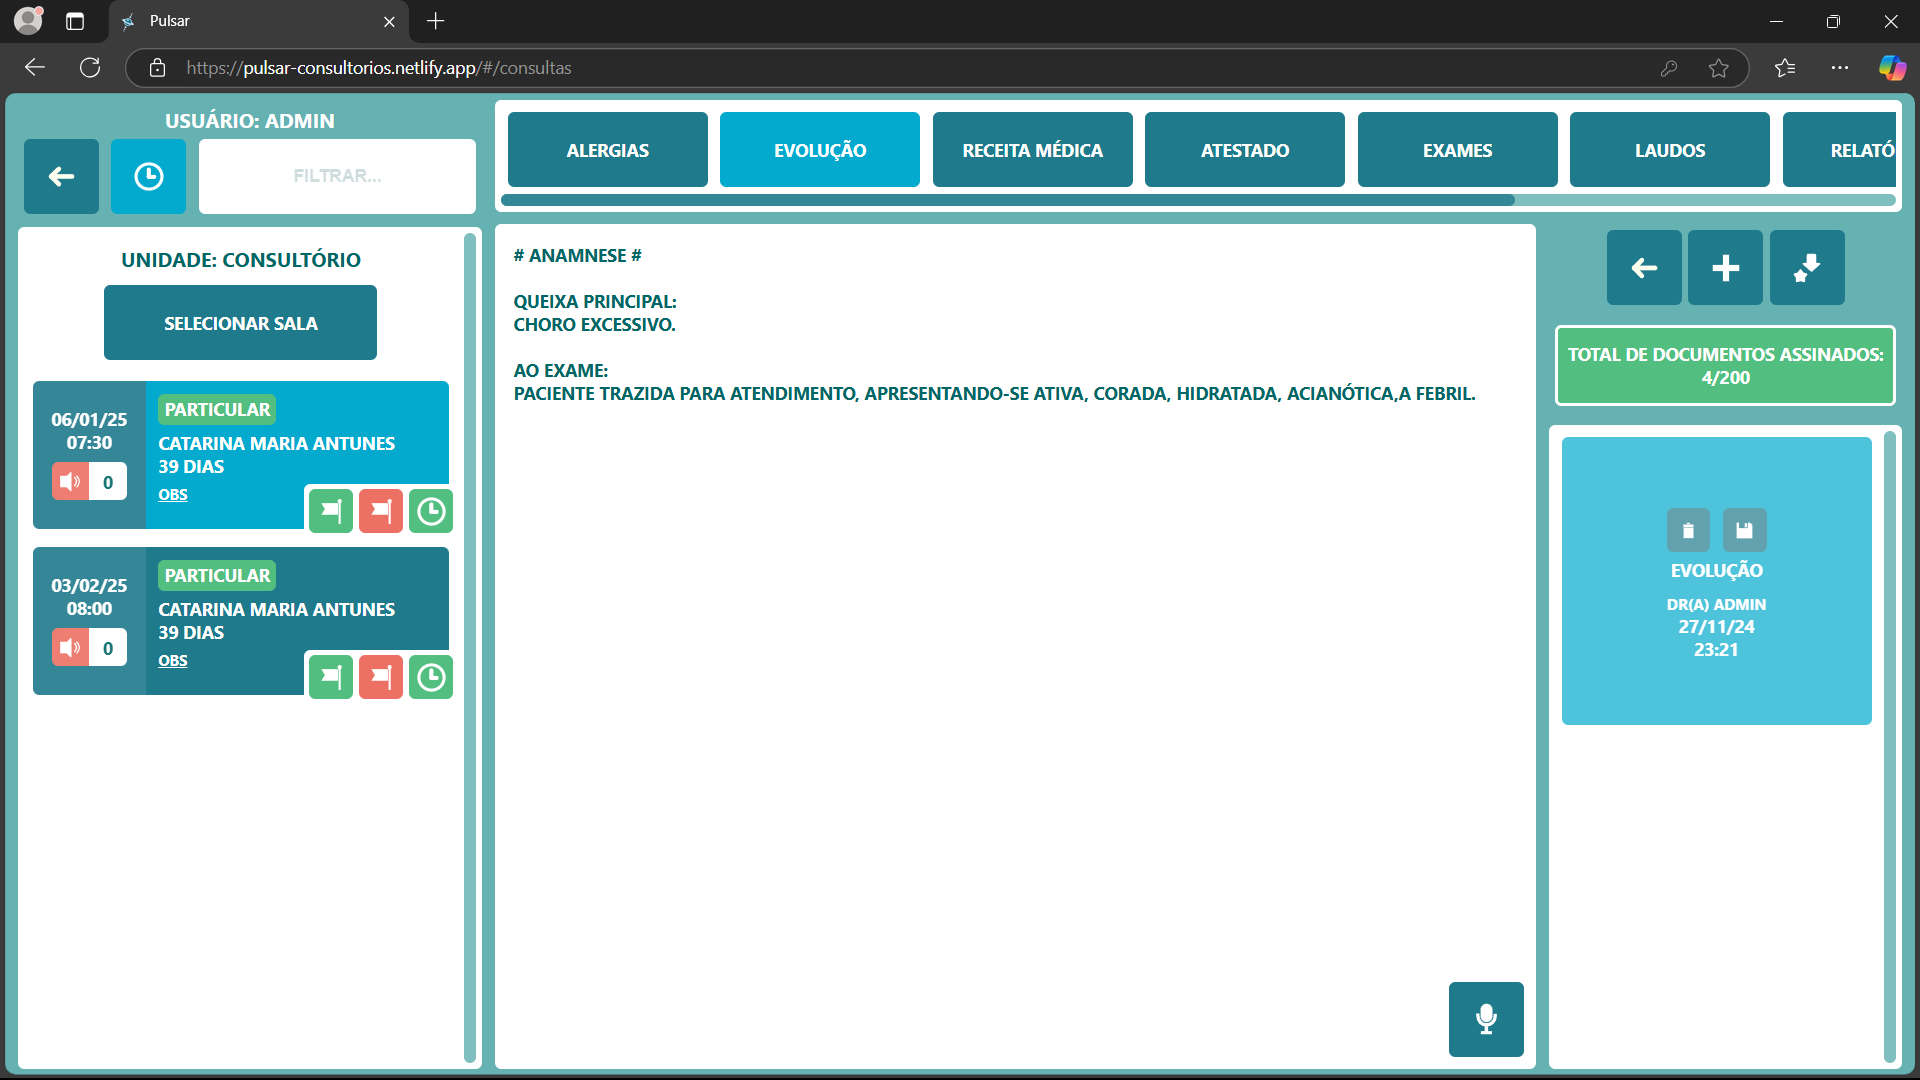 Pulsar
https://pulsar-consultorios.netlify.app/#/consultas
USUÁRIO: ADMIN
FILTRAR...
UNIDADE: CONSULTÓRIO
SELECIONAR SALA
06/01/25
07:30
0
PARTICULAR
CATARINA MARIA ANTUNES
39 DIAS
OBS
03/02/25
08:00
0
PARTICULAR
CATARINA MARIA ANTUNES
39 DIAS
OBS
ALERGIAS
EVOLUÇÃO
RECEITA MÉDICA
ATESTADO
EXAMES
LAUDOS
RELATÓ
# ANAMNESE #
QUEIXA PRINCIPAL:
CHORO EXCESSIVO.
AO EXAME:
PACIENTE TRAZIDA PARA ATENDIMENTO, APRESENTANDO-SE ATIVA, CORADA, HIDRATADA, ACIANÓTICA,A FEBRIL.
TOTAL DE DOCUMENTOS ASSINADOS:
4/200
EVOLUÇÃO
DR(A) ADMIN
27/11/24
23:21